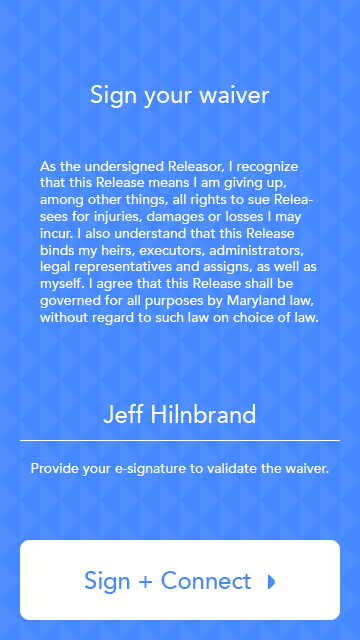 Sign your waiver
As the undersigned Releasor, I recognize
that this Release means I am giving up,
among other things, all rights to sue Relea-
sees for injuries, damages or losses I may
incur. I also understand that this Release
binds my heirs, executors, administrators,
legal representatives and assigns, as well as
myself. I agree that this Release shall be
governed for all purposes by Maryland law,
without regard to such law on choice of law.
Jeff Hilnbrand
Provide your e-signature to validate the waiver.
Sign + Connect